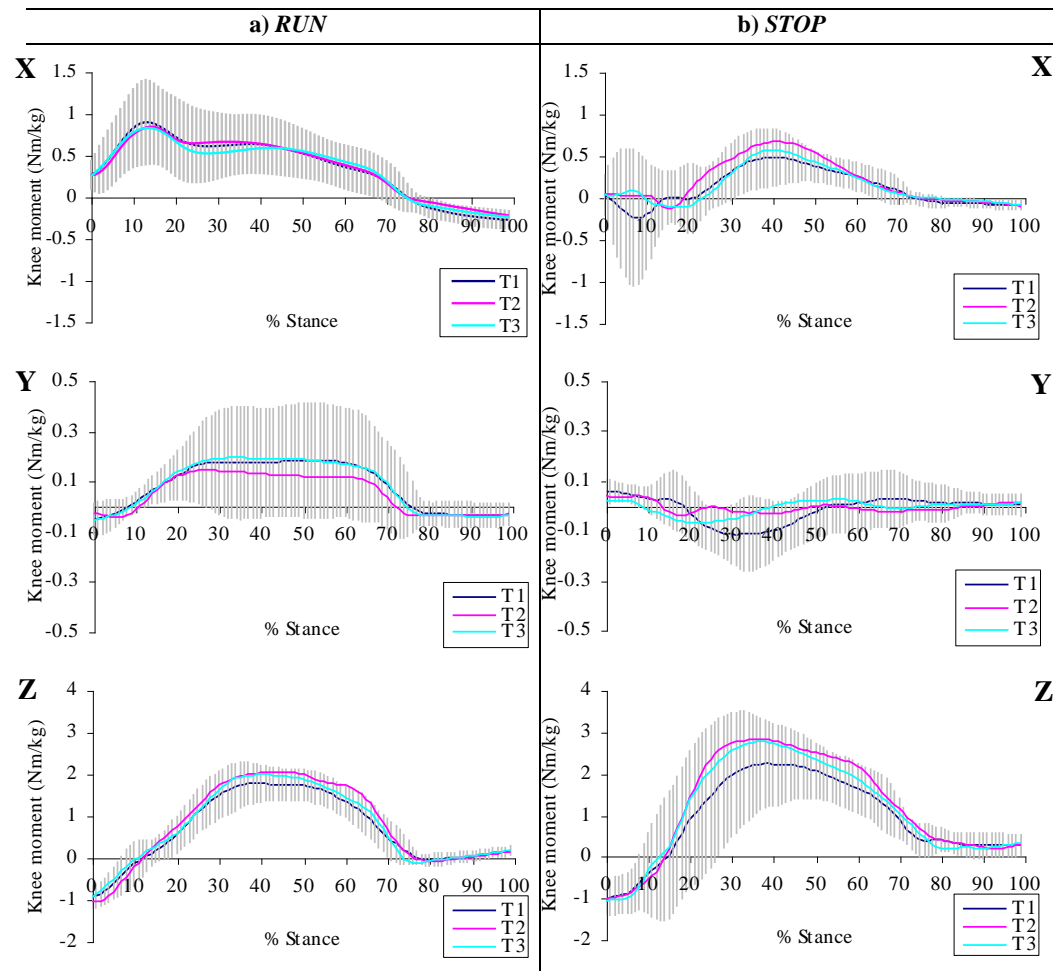 a) RUN
b) STOP
X
Knee moment (Nm/kg)
1.5
1
0.5
0
-0.5
-1
-1.5
0 10 20 30 40 50 60 70 80 90 100
% Stance
T1
T2
T3
X
Knee moment (Nm/kg)
1.5
1
0.5
0
-0.5
-1
-1.5
0 10 20 30 40 50 60 70 80 90 100
% Stance
T1
T2
T3
Y
Knee moment (Nm/kg)
0.5
0.3
0.1
-0.1
-0.3
-0.5
0 10 20 30 40 50 60 70 80 90 100
% Stance
T1
T2
T3
Y
Knee moment (Nm/kg)
0.5
0.3
0.1
-0.1
-0.3
-0.5
0 10 20 30 40 50 60 70 80 90 100
% Stance
T1
T2
T3
Z
Knee moment (Nm/kg)
4
3
2
1
0
-1
-2
0 10 20 30 40 50 60 70 80 90 100
% Stance
T1
T2
T3
Z
Knee moment (Nm/kg)
4
3
2
1
0
-1
-2
0 10 20 30 40 50 60 70 80 90 100
% Stance
T1
T2
T3